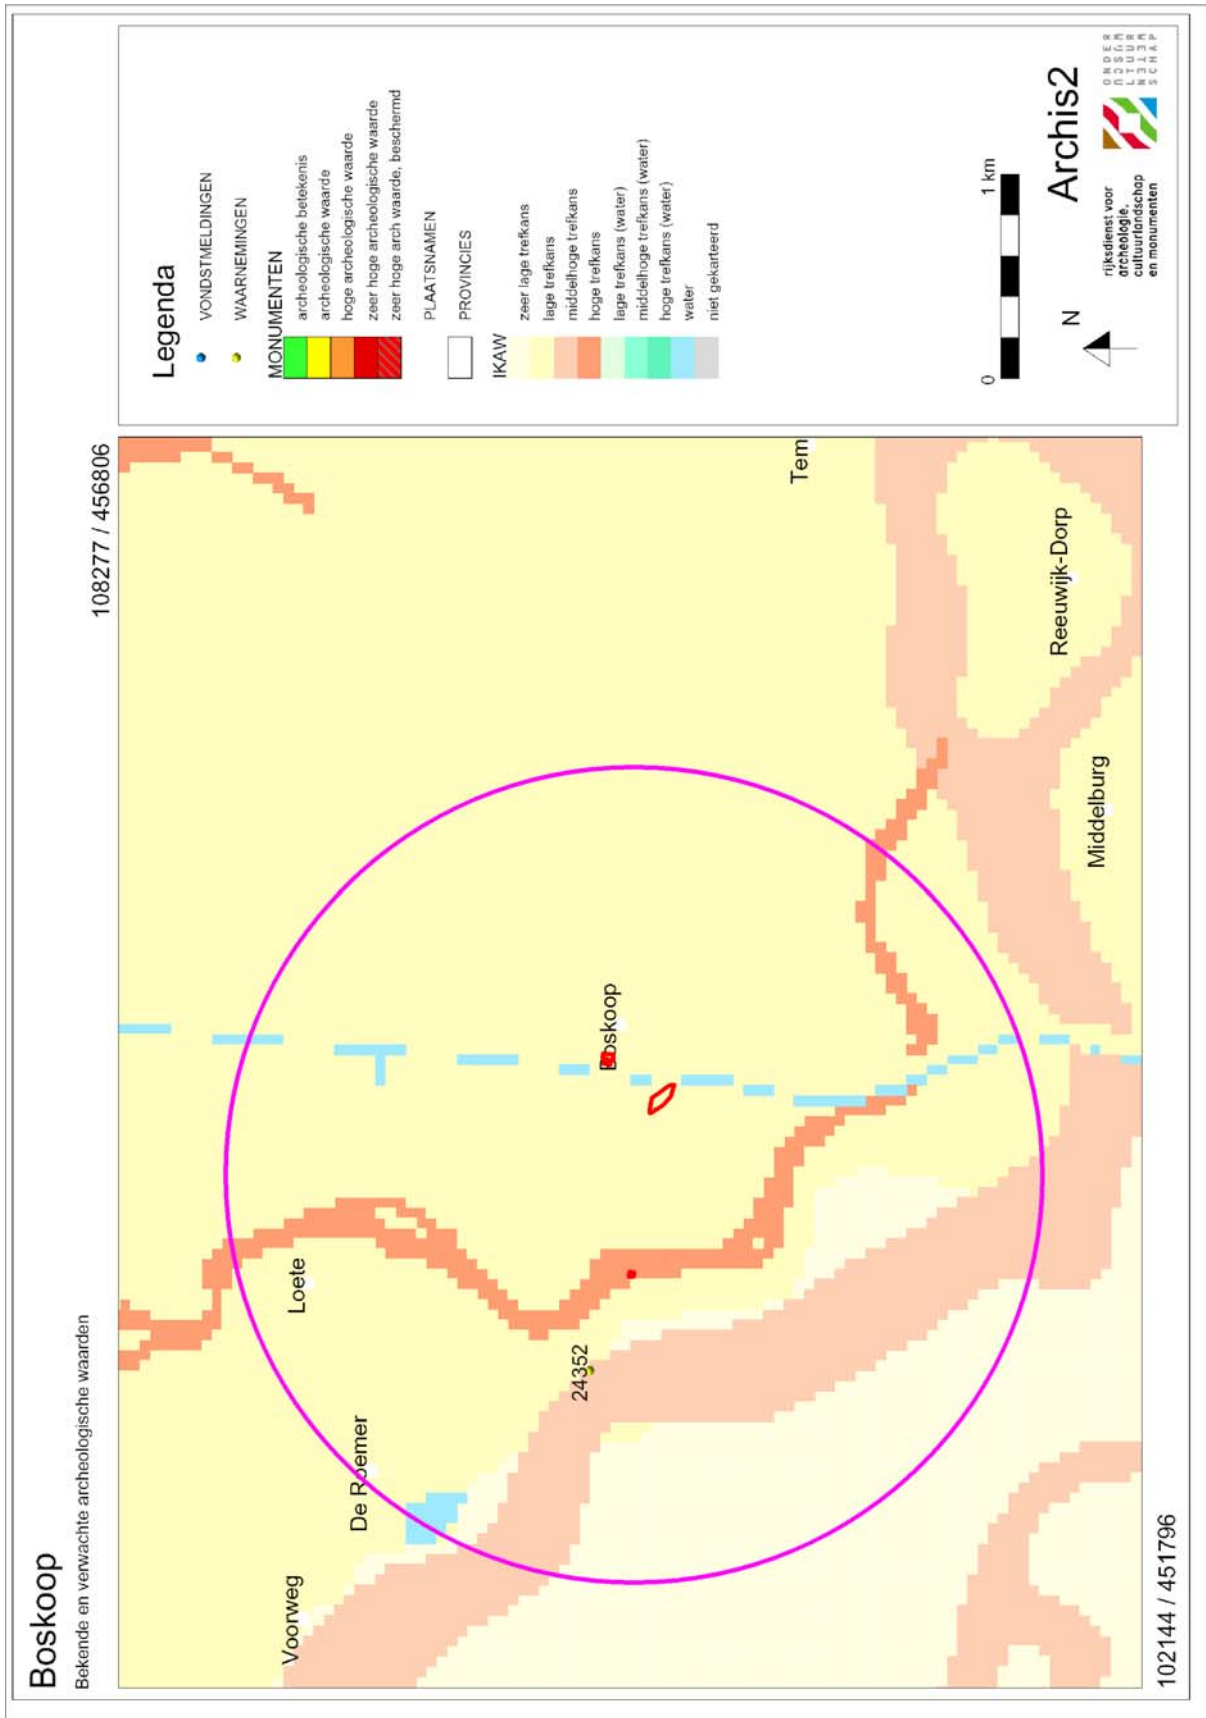 Boskoop
Bekende en verwachte archeologische waarden
108277 / 456806
Voorweg
De Roemer
Loete
24352
Boskoop
Tem
Reeuwijk-Dorp
Middelburg
102144 / 451796
Legenda
VONDSTMELDINGEN
WAARNEMINGEN
MONUMENTEN
archeologische betekenis
archeologische waarde
hoge archeologische waarde
zeer hoge archeologische waarde
zeer hoge arch waarde, beschermd
PLAATSNAMEN
PROVINCIES
IKAW
zeer lage trefkans
lage trefkans
middelhoge trefkans
hoge trefkans
lage trefkans (water)
middelhoge trefkans (water)
hoge trefkans (water)
water
niet gekarteerd
0
1 km
N
Archis2
rijksdienst voor
archeologie,
cultuurlandschap
en monumenten
ONDER
LTUUR
SCHAP